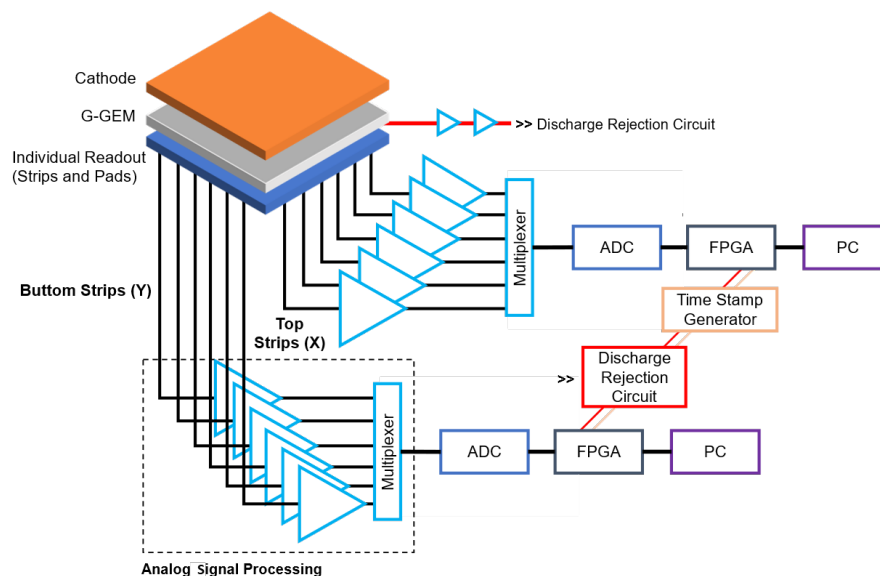 Cathode
G-GEM
>> Discharge Rejection Circuit
Individual Readout
(Strips and Pads)
Multiplexer
ADC
FPGA
PC
Buttom Strips (Y)
Time Stamp
Generator
Top
Strips (X)
>>
Discharge
Rejection
Circuit
Multiplexer
ADC
FPGA
PC
Analog Signal Processing